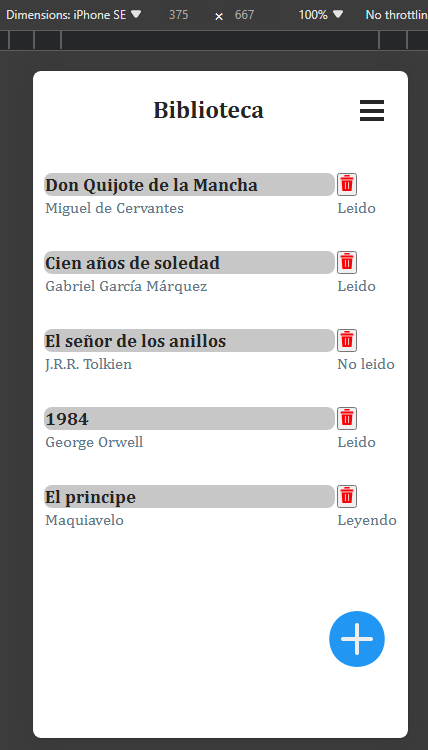 Dimensions: iPhone SE 375 × 667 100% No throttlin
Biblioteca
Don Quijote de la Mancha
Miguel de Cervantes Leido
Cien años de soledad
Gabriel García Márquez Leido
El señor de los anillos
J.R.R. Tolkien No leido
1984
George Orwell Leido
El principe
Maquiavelo Leyendo